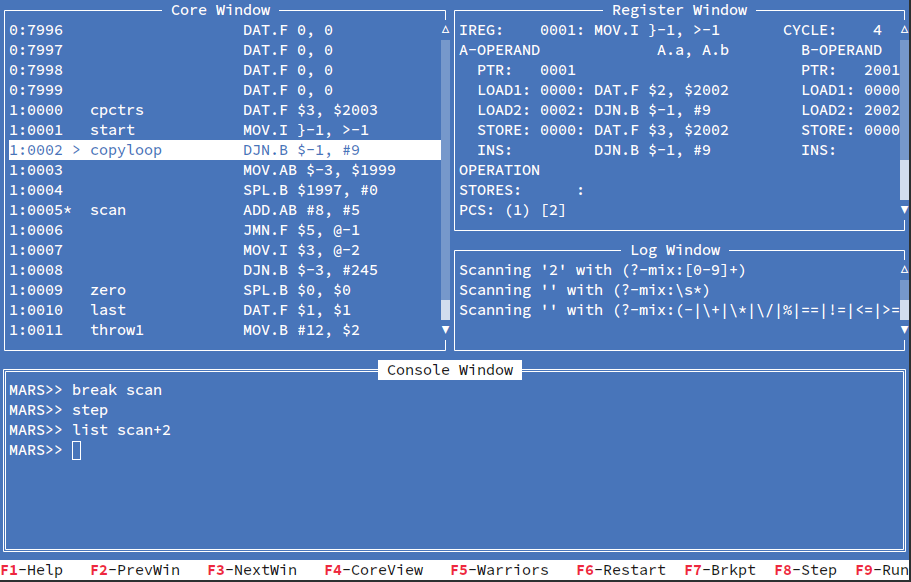 Core Window
0:7996 DAT.F 0, 0
0:7997 DAT.F 0, 0
0:7998 DAT.F 0, 0
0:7999 DAT.F 0, 0
1:0000 cpctrs DAT.F $3, $2003
1:0001 start MOV.I }-1, >-1
1:0002 > copyloop DJN.B $-1, #9
1:0003 MOV.AB $-3, $1999
1:0004 SPL.B $1997, #0
1:0005* scan ADD.AB #8, #5
1:0006 JMN.F $5, @-1
1:0007 MOV.I $3, @-2
1:0008 DJN.B $-3, #245
1:0009 zero SPL.B $0, $0
1:0010 last DAT.F $1, $1
1:0011 throw1 MOV.B #12, $2
Register Window
IREG: 0001: MOV.I }-1, >-1 CYCLE: 4
A-OPERAND A.a, A.b B-OPERAND
PTR: 0001 PTR: 2001
LOAD1: 0000: DAT.F $2, $2002 LOAD1: 0000
LOAD2: 0002: DJN.B $-1, #9 LOAD2: 2002
STORE: 0000: DAT.F $3, $2002 STORE: 0000
INS: DJN.B $-1, #9 INS:
OPERATION
STORES: :
PCS: (1) [2]
Log Window
Scanning '2' with (?-mix:[0-9]+)
Scanning '' with (?-mix:\s*)
Scanning '' with (?-mix:(-|\+|\*|\/|%|==|!=|<=|>=
Console Window
MARS>> break scan
MARS>> step
MARS>> list scan+2
MARS>>
F1-Help F2-PrevWin F3-NextWin F4-CoreView F5-Warriors F6-Restart F7-Brkpt F8-Step F9-Run